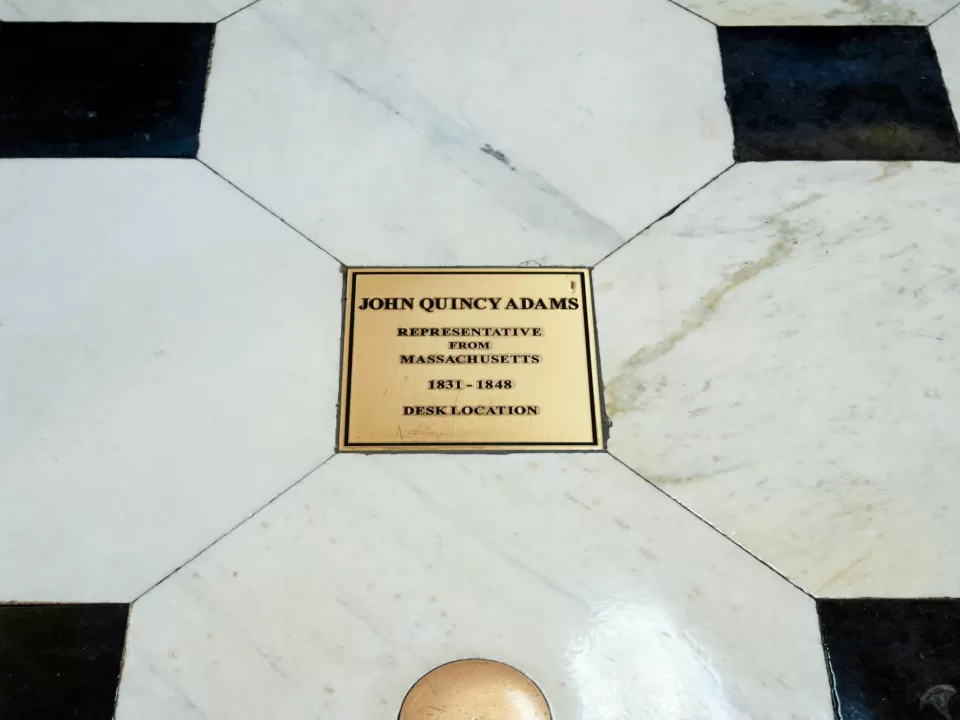 JOHN QUINCY ADAMS
REPRESENTATIVE
FROM
MASSACHUSETTS
1831 - 1848
DESK LOCATION